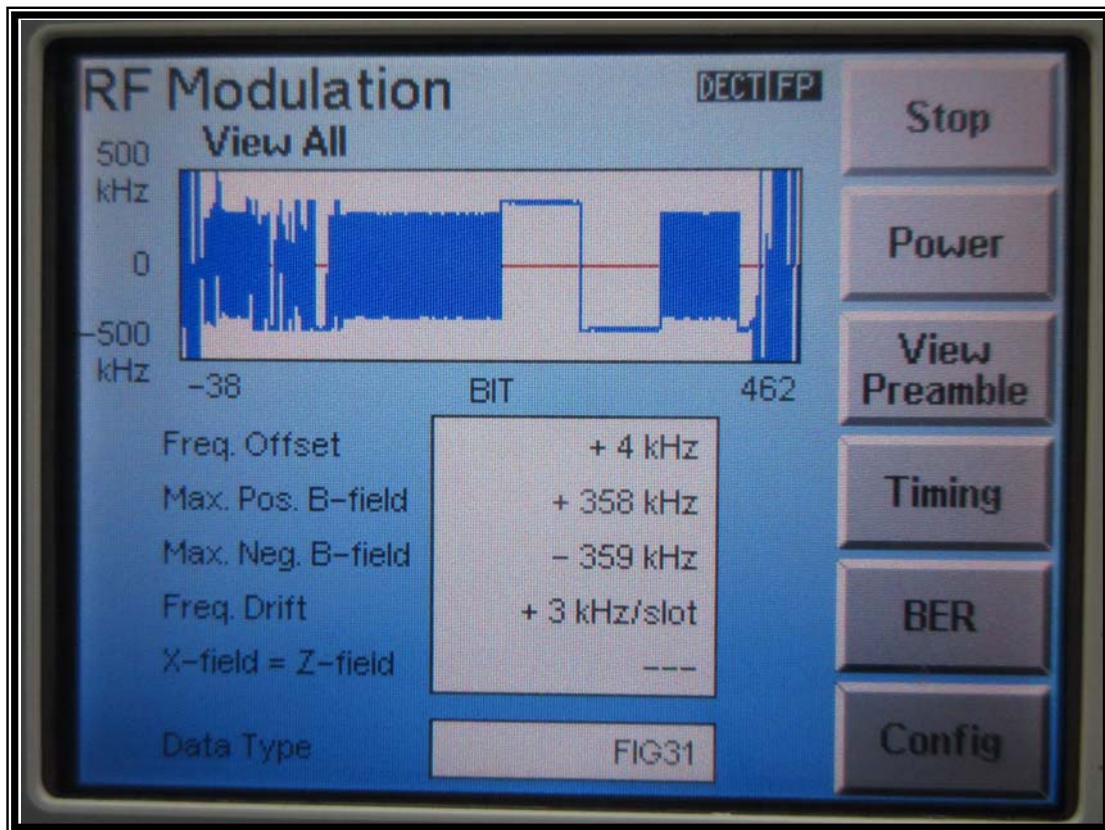 RF Modulation
DECT FP
View All
500
kHz
0
-500
kHz
-38
BIT
462
Freq. Offset
+ 4 kHz
Max. Pos. B-field
+ 358 kHz
Max. Neg. B-field
- 359 kHz
Freq. Drift
+ 3 kHz/slot
X-field = Z-field
---
Data Type
FIG31
Stop
Power
View
Preamble
Timing
BER
Config